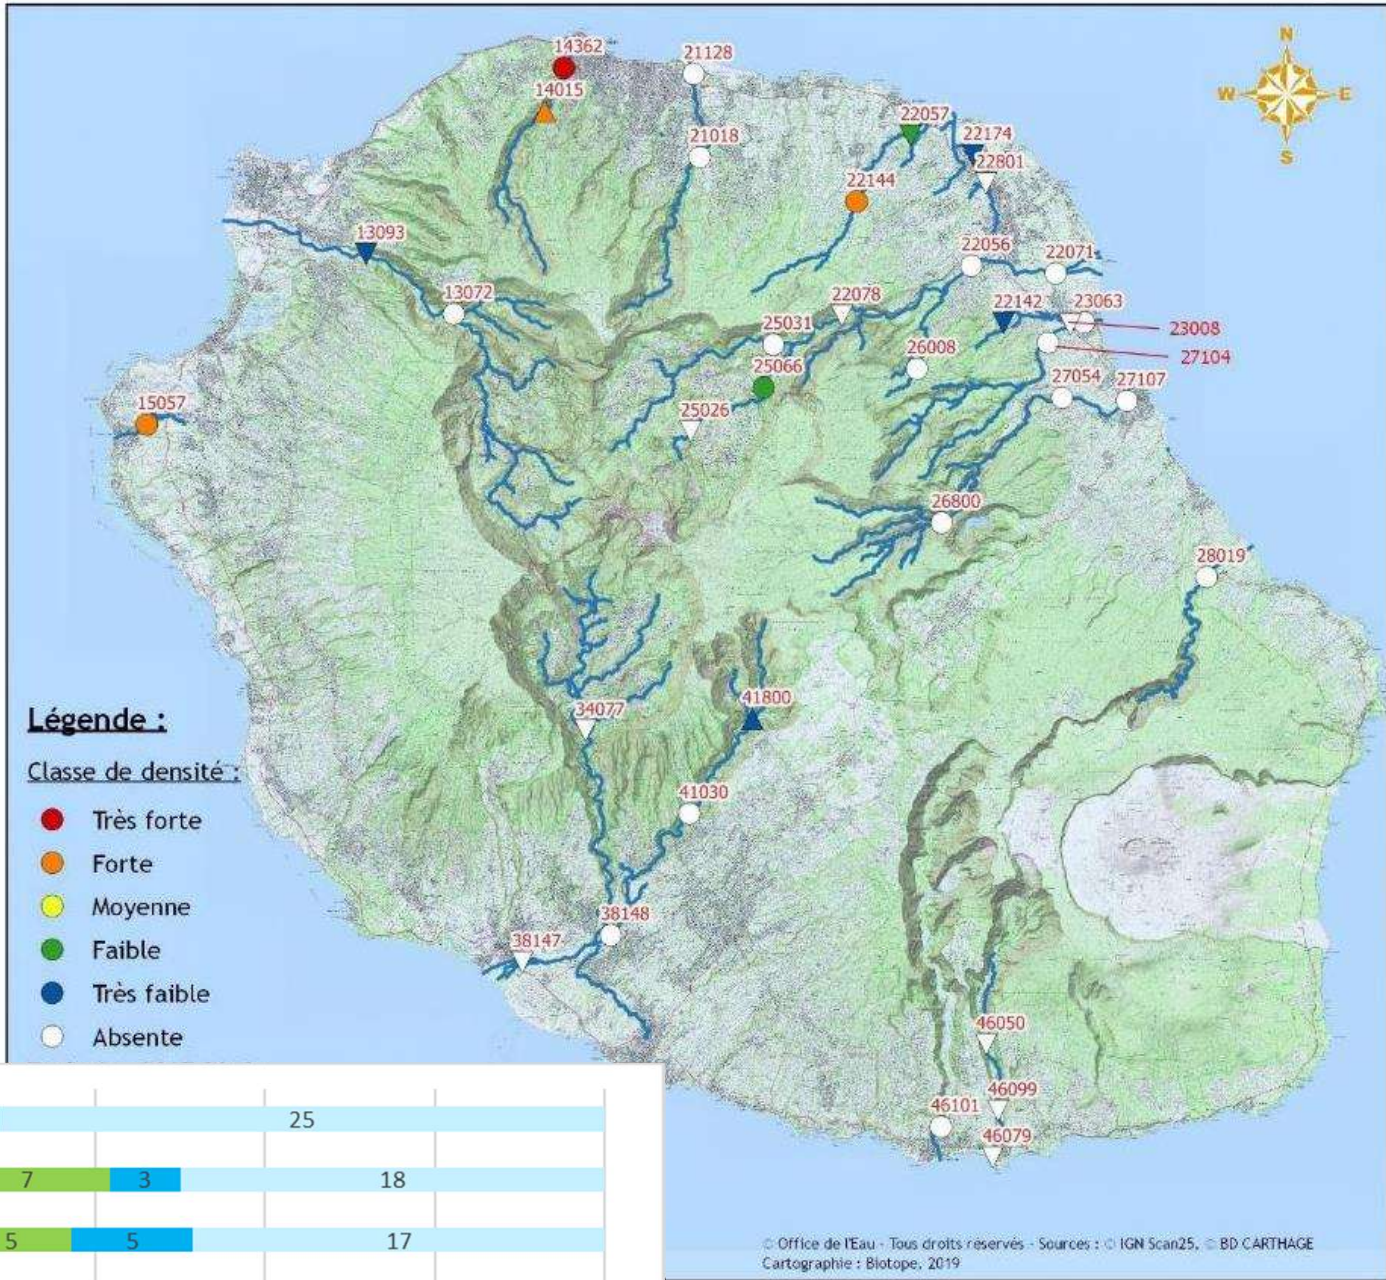 14362
21128
14015
N
W
E
S
22057
22174
21018
22801
22144
13093
22056
22071
22078
13072
22142
23063
23008
25031
27104
26008
25066
27054
27107
15057
25026
26800
28019
41800
34077
Légende :
Classe de densité :
Très forte
Forte
Moyenne
Faible
Très faible
Absente
41030
38148
38147
46050
46099
46101
46079
25
7 3 18
5 5 17
© Office de l'Eau - Tous droits réservés - Sources : © IGN Scan25, © BD CARTHAGE
Cartographie : Biotope, 2019